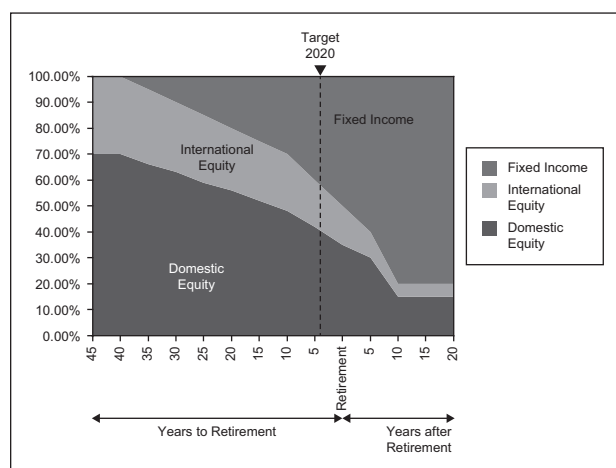 Target
2020
100.00%
90.00%
80.00%
70.00%
60.00%
50.00%
40.00%
30.00%
20.00%
10.00%
0.00%
Fixed Income
International
Equity
Domestic
Equity
45
40
35
30
25
20
15
10
5
Retirement
5
10
15
20
Years to Retirement
Years after
Retirement
Fixed Income
International
Equity
Domestic
Equity